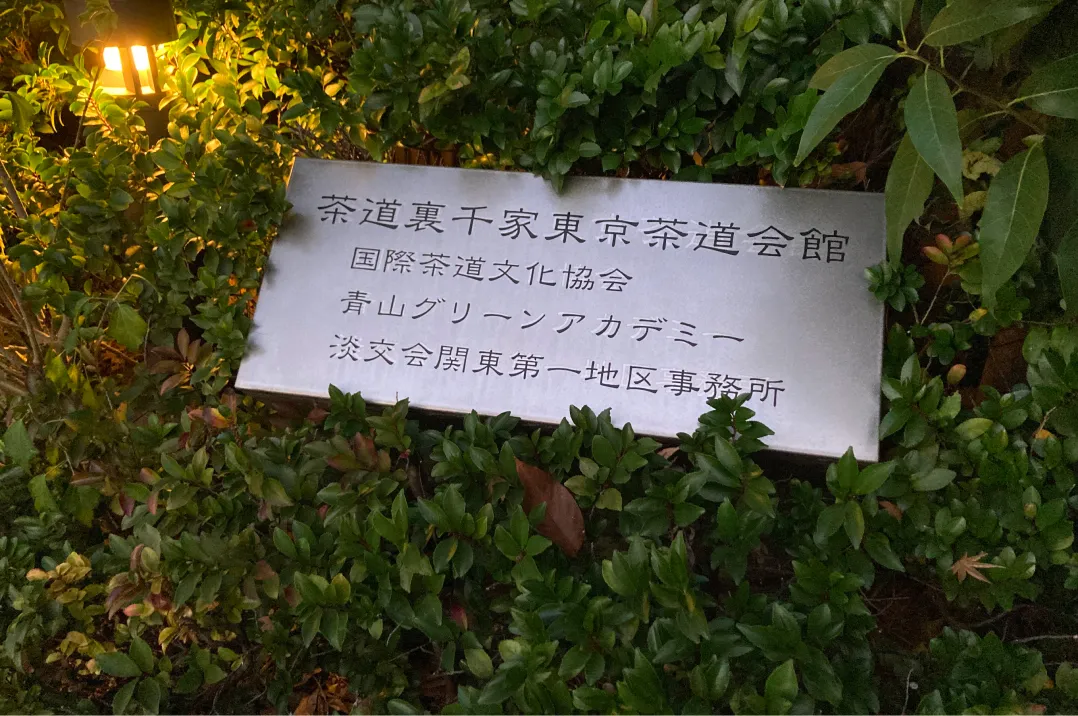 茶道裏千家東京茶道会館
国際茶道文化協会
青山グリーンアカデミー
淡交会関東第一地区事務所